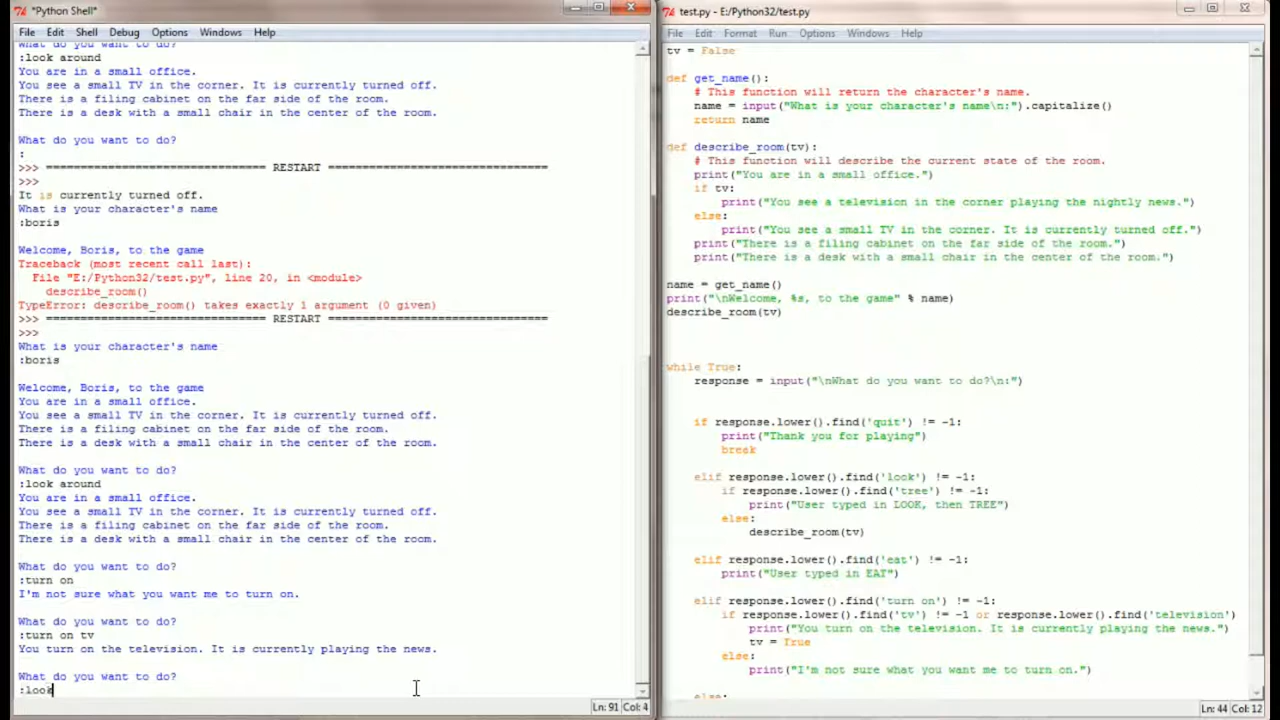 *Python Shell*
File Edit Shell Debug Options Windows Help
What do you want to do?
:look around
You are in a small office.
You see a small TV in the corner. It is currently turned off.
There is a filing cabinet on the far side of the room.
There is a desk with a small chair in the center of the room.
What do you want to do?
:
>>> ================================ RESTART ================================
>>>
It is currently turned off.
What is your character's name
:boris
Welcome, Boris, to the game
Traceback (most recent call last):
File "E:/Python32/test.py", line 20, in <module>
describe_room()
TypeError: describe_room() takes exactly 1 argument (0 given)
>>> ================================ RESTART ================================
>>>
What is your character's name
:boris
Welcome, Boris, to the game
You are in a small office.
You see a small TV in the corner. It is currently turned off.
There is a filing cabinet on the far side of the room.
There is a desk with a small chair in the center of the room.
What do you want to do?
:look around
You are in a small office.
You see a small TV in the corner. It is currently turned off.
There is a filing cabinet on the far side of the room.
There is a desk with a small chair in the center of the room.
What do you want to do?
:turn on
I'm not sure what you want me to turn on.
What do you want to do?
:turn on tv
You turn on the television. It is currently playing the news.
What do you want to do?
:look
Ln: 91 Col: 4
test.py - E:/Python32/test.py
File Edit Format Run Options Windows Help
tv = False
def get_name():
# This function will return the character's name.
name = input("What is your character's name\n:").capitalize()
return name
def describe_room(tv):
# This function will describe the current state of the room.
print("You are in a small office.")
if tv:
print("You see a television in the corner playing the nightly news.")
else:
print("You see a small TV in the corner. It is currently turned off.")
print("There is a filing cabinet on the far side of the room.")
print("There is a desk with a small chair in the center of the room.")
name = get_name()
print("\nWelcome, %s, to the game" % name)
describe_room(tv)
while True:
response = input("\nWhat do you want to do?\n:")
if response.lower().find('quit') != -1:
print("Thank you for playing")
break
elif response.lower().find('look') != -1:
if response.lower().find('tree') != -1:
print("User typed in LOOK, then TREE")
else:
describe_room(tv)
elif response.lower().find('eat') != -1:
print("User typed in EAT")
elif response.lower().find('turn on') != -1:
if response.lower().find('tv') != -1 or response.lower().find('television')
print("You turn on the television. It is currently playing the news.")
tv = True
else:
print("I'm not sure what you want me to turn on.")
else:
Ln: 44 Col: 12